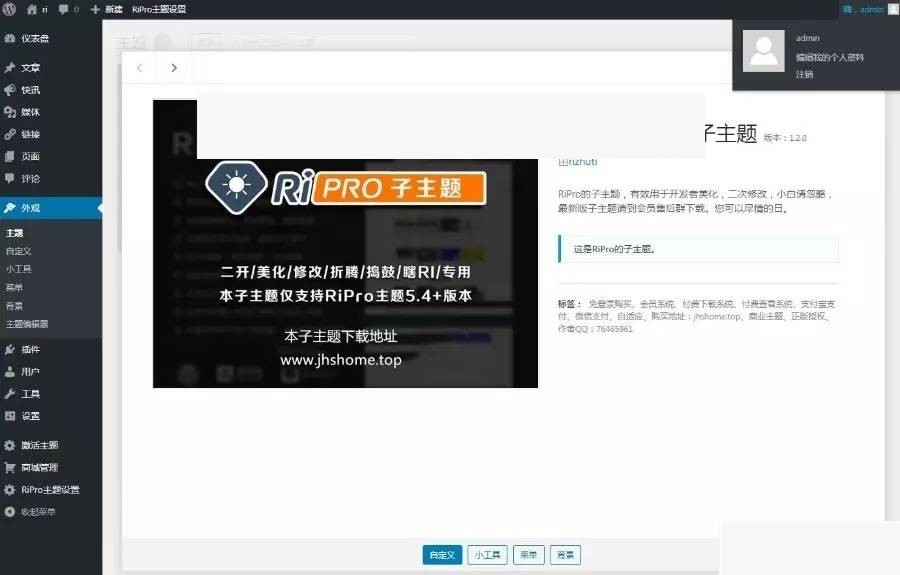 ri
0
新建
RiPro主题设置
嗨，admin
admin
编辑我的个人资料
注销
仪表盘
文章
快讯
媒体
链接
页面
评论
外观
主题
自定义
小工具
菜单
背景
主题编辑器
插件
用户
工具
设置
激活主题
商城管理
RiPro主题设置
收起菜单
主题
RiPRO 子主题
二开/美化/修改/折腾/捣鼓/瞎RI/专用
本子主题仅支持RiPro主题5.4+版本
本子主题下载地址
www.jhshome.top
子主题 版本：1.2.0
由rizhuti
RiPro的子主题，有效用于开发者美化，二次修改，小白请忽略，
最新版子主题请到会员售后群下载。您可以尽情的日。
这是RiPro的子主题。
标签： 免登录购买、会员系统、付费下载系统、付费查看系统、支付宝支
付、微信支付、自适应、购买地址：jhshome.top、商业主题、正版授权、
作者QQ：76465961
自定义
小工具
菜单
背景